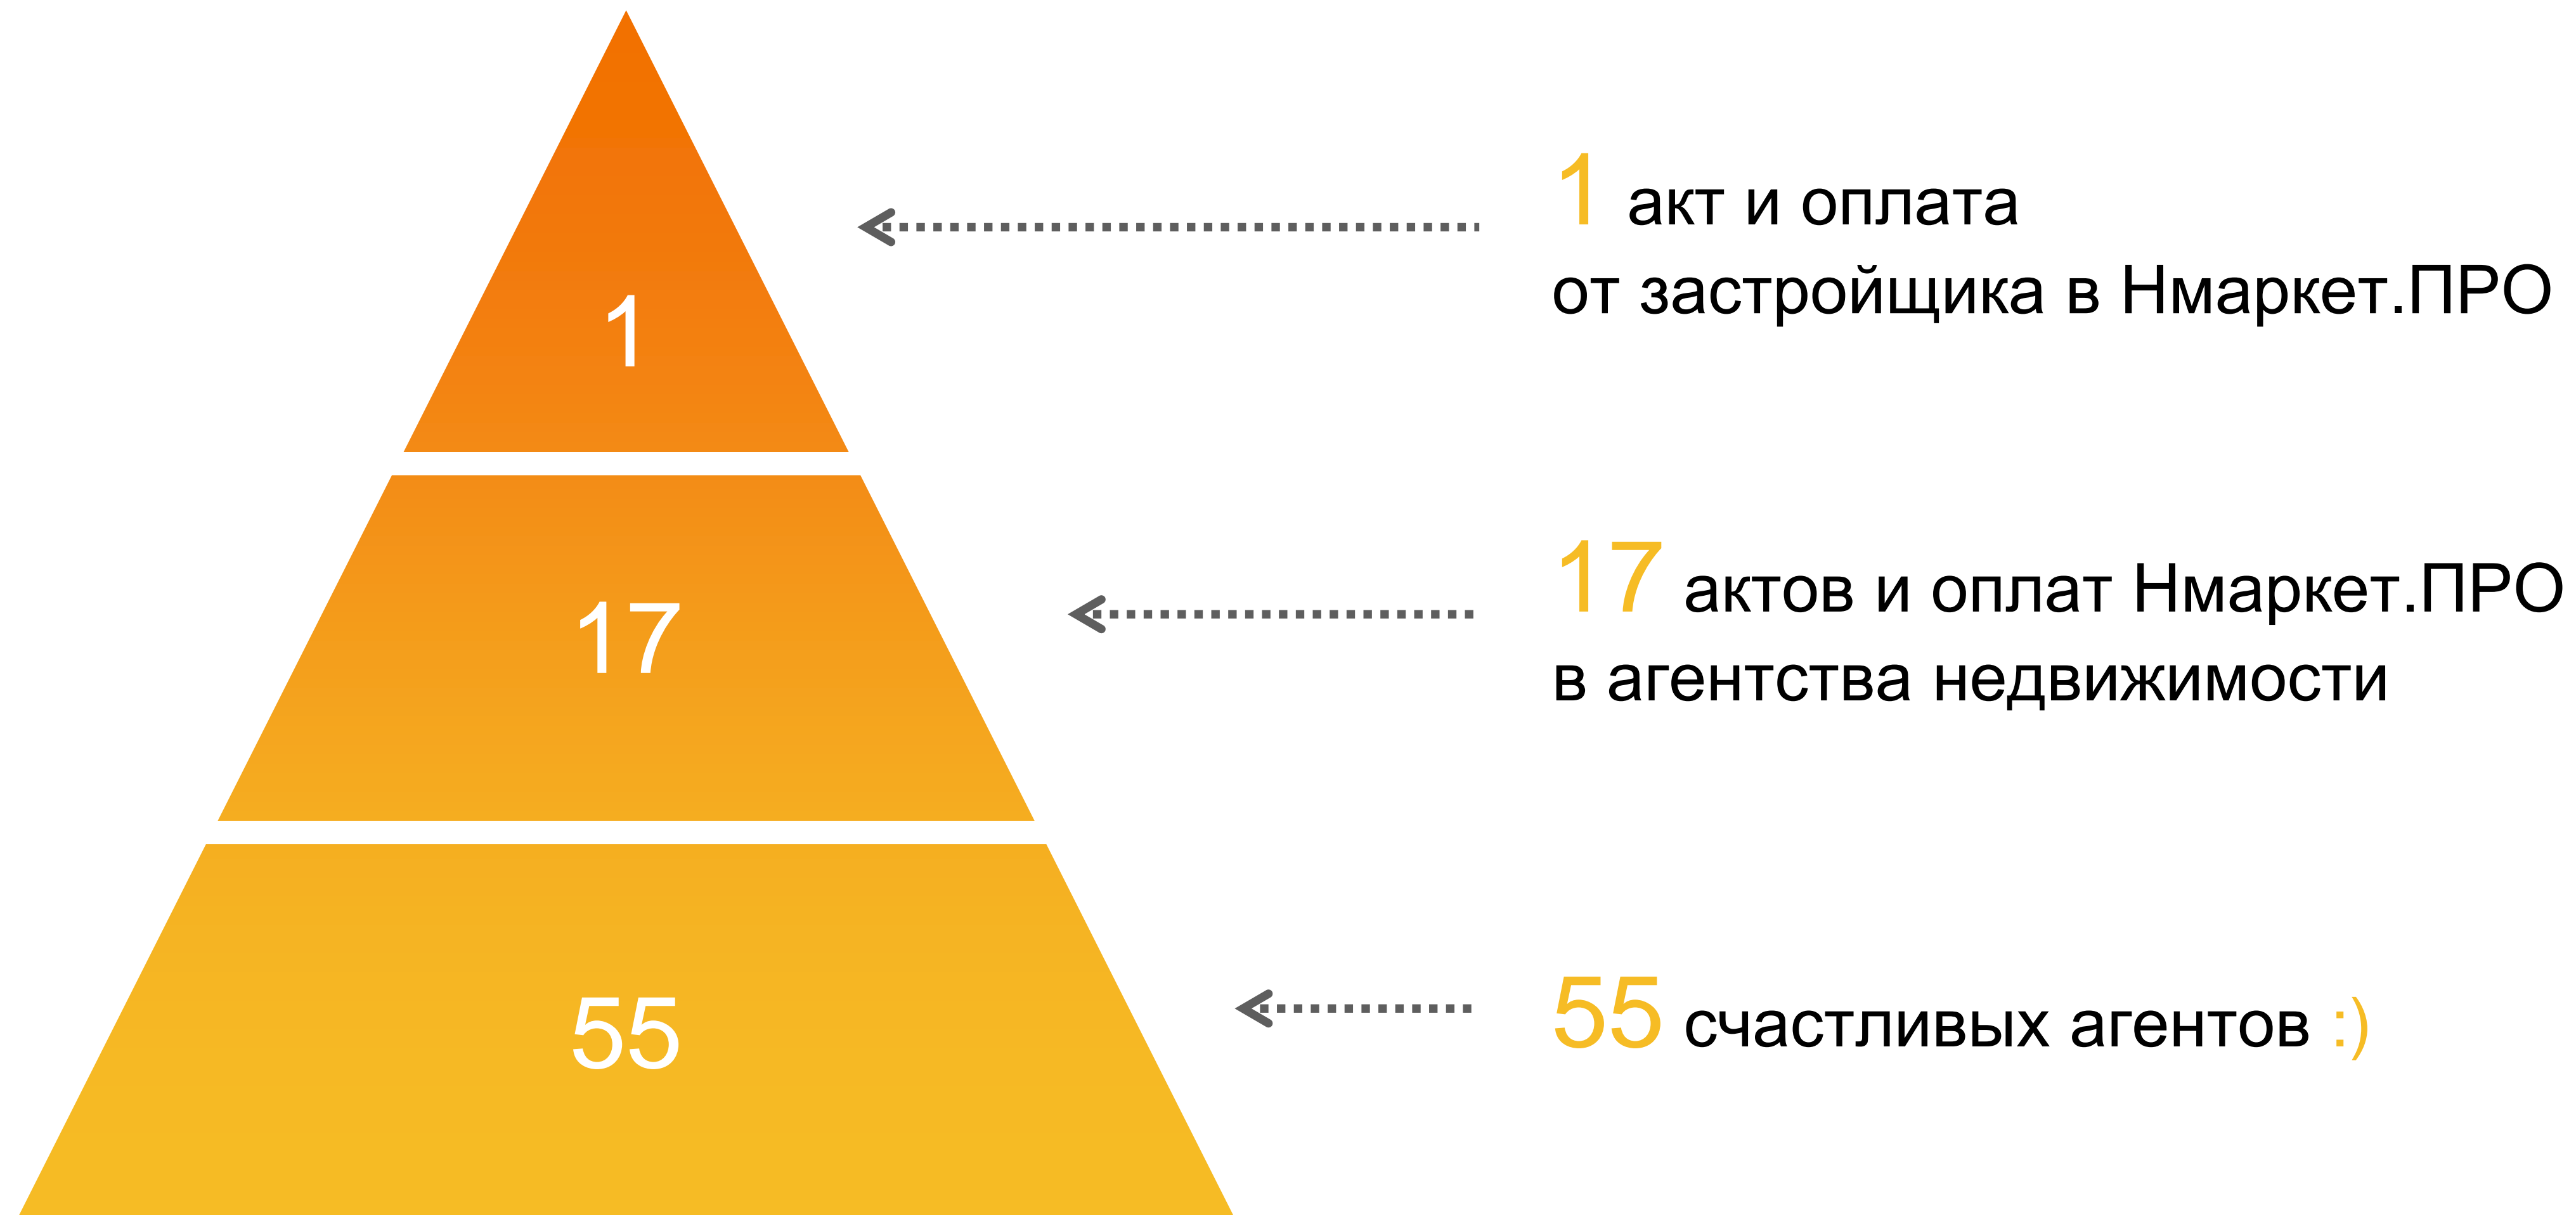 1 акт и оплата
от застройщика в Нмаркет.ПРО
1
17 актов и оплат Нмаркет.ПРО
в агентства недвижимости
17
55 счастливых агентов :)
55